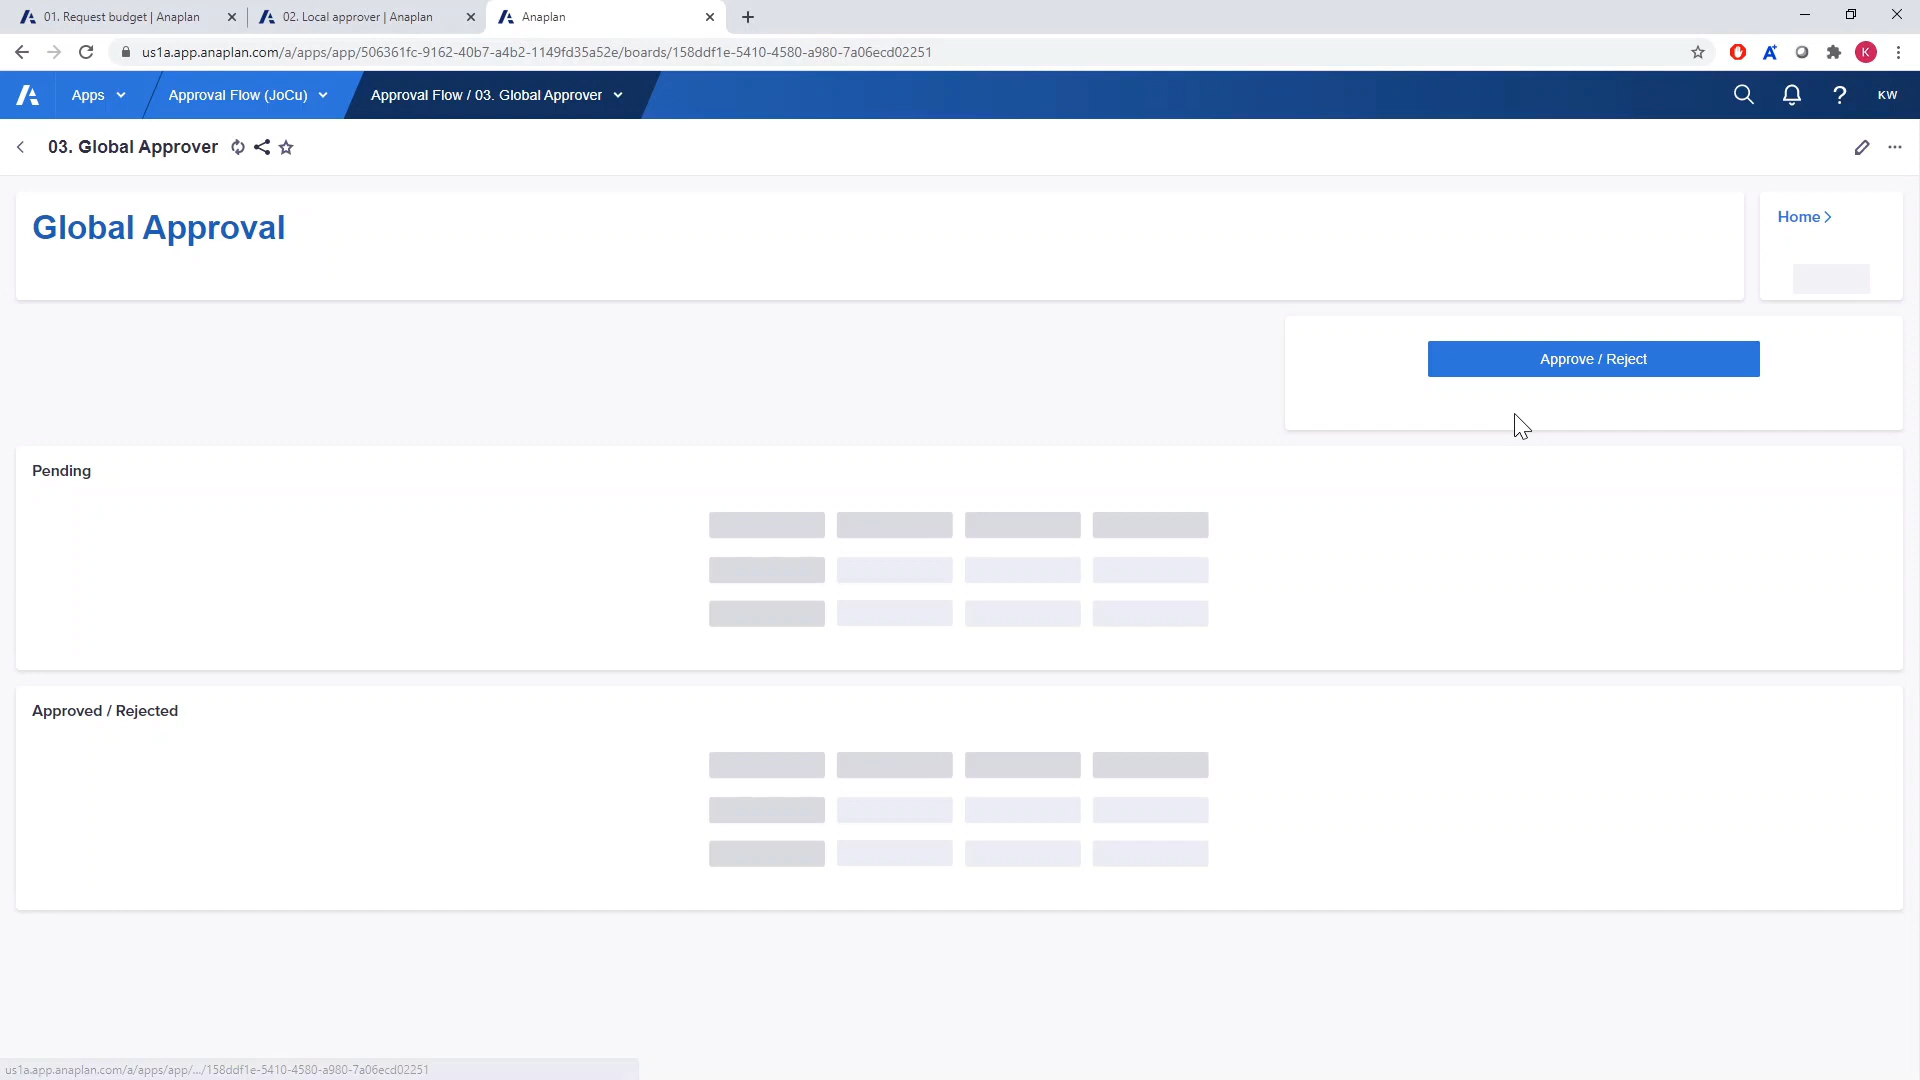 01. Request budget | Anaplan
02. Local approver | Anaplan
Anaplan
us1a.app.anaplan.com/a/apps/app/506361fc-9162-40b7-a4b2-1149fd35a52e/boards/158ddf1e-5410-4580-a980-7a06ecd02251
K
Apps
Approval Flow (JoCu)
Approval Flow / 03. Global Approver
KW
03. Global Approver
Global Approval
Home
Approve / Reject
Pending
Approved / Rejected
us1a.app.anaplan.com/a/apps/app/.../158ddf1e-5410-4580-a980-7a06ecd02251